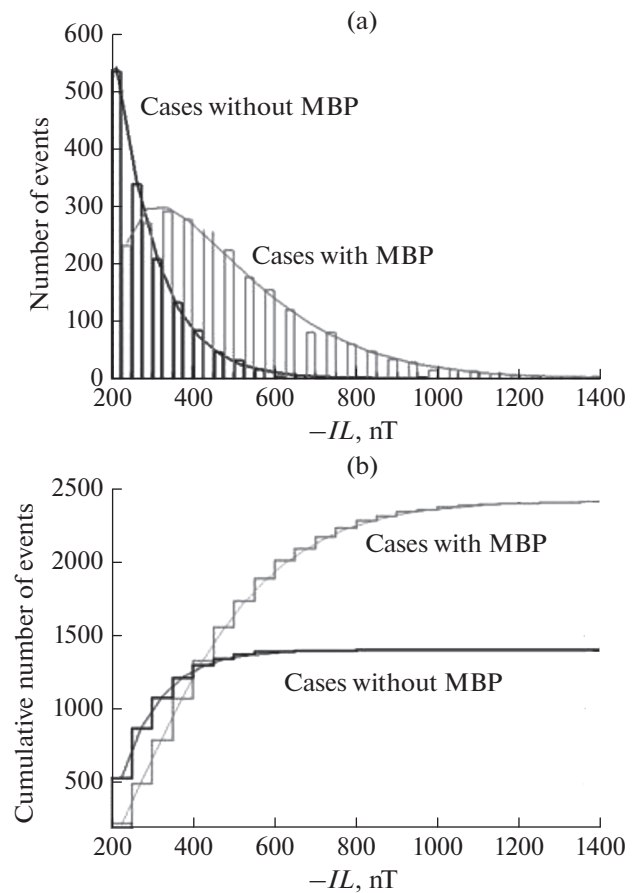 (a)
600
500
400
300
200
100
0
Number of events
Cases without MBP
Cases with MBP
200 400 600 800 1000 1200 1400
−IL, nT
(b)
2500
2000
1500
1000
500
Cumulative number of events
Cases with MBP
Cases without MBP
200 400 600 800 1000 1200 1400
−IL, nT